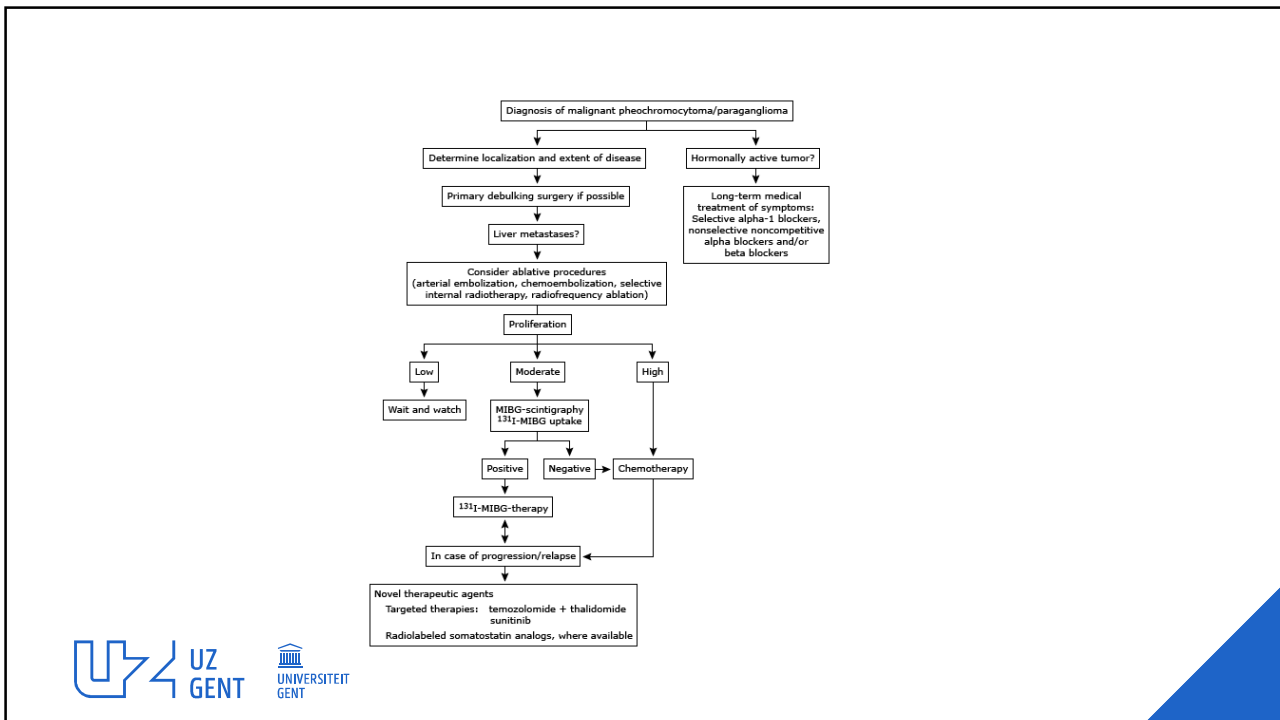 Diagnosis of malignant pheochromocytoma/paraganglioma
Determine localization and extent of disease
Hormonally active tumor?
Primary debulking surgery if possible
Long-term medical
treatment of symptoms:
Selective alpha-1 blockers,
nonselective noncompetitive
alpha blockers and/or
beta blockers
Liver metastases?
Consider ablative procedures
(arterial embolization, chemoembolization, selective
internal radiotherapy, radiofrequency ablation)
Proliferation
Low
Moderate
High
Wait and watch
MIBG-scintigraphy
¹³¹I-MIBG uptake
Positive
Negative
Chemotherapy
¹³¹I-MIBG-therapy
In case of progression/relapse
Novel therapeutic agents
Targeted therapies: temozolomide + thalidomide
sunitinib
Radiolabeled somatostatin analogs, where available
UZ
GENT
UNIVERSITEIT
GENT